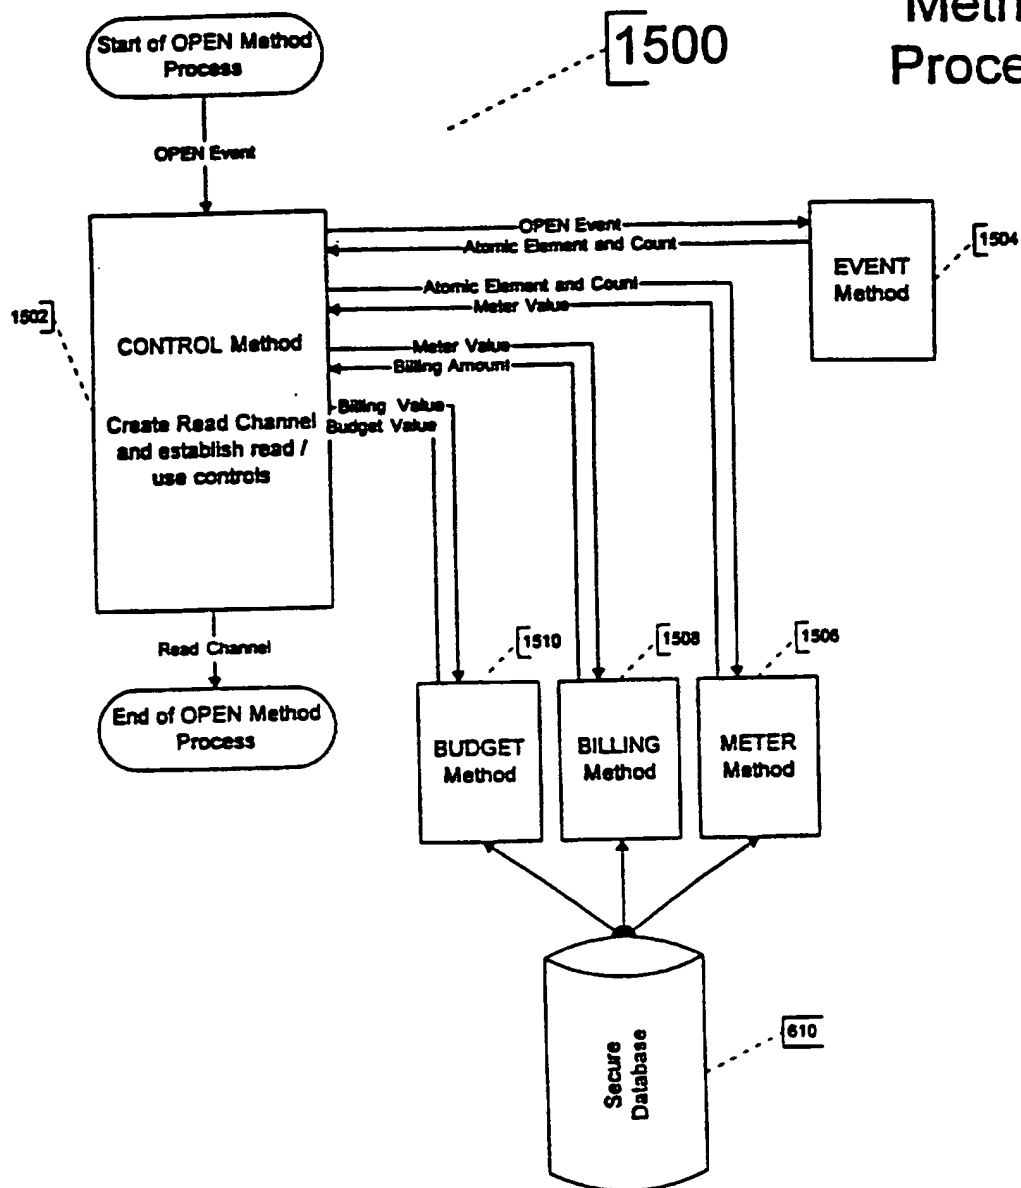 Start of OPEN Method
Process
1500
OPEN Event
OPEN Event
Atomic Element and Count
EVENT
Method
1504
Atomic Element and Count
Meter Value
1502
CONTROL Method
Meter Value
Billing Amount
Create Read Channel
and establish read /
use controls
Billing Value
Budget Value
Read Channel
End of OPEN Method
Process
1510
1508
1506
BUDGET
Method
BILLING
Method
METER
Method
Secure
Database
610